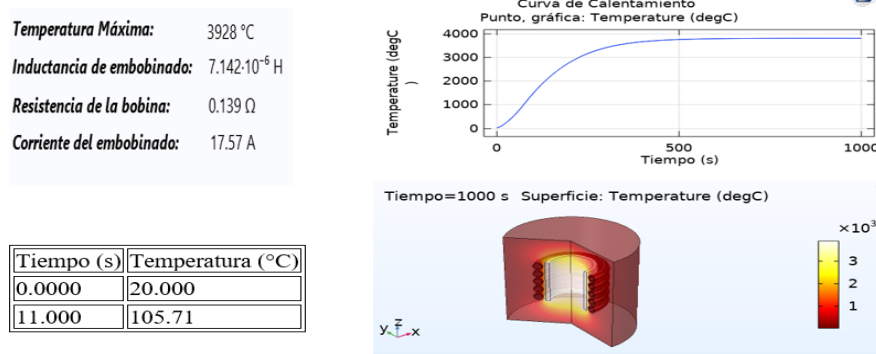 Temperatura Máxima: 3928 °C
Inductancia de embobinado: 7.142·10⁻⁶ H
Resistencia de la bobina: 0.139 Ω
Corriente del embobinado: 17.57 A
Tiempo (s) Temperatura (°C)
0.0000 20.000
11.000 105.71
Curva de Calentamiento
Punto, gráfica: Temperature (degC)
Temperature (degC
)
4000
3000
2000
1000
0
0 500 1000
Tiempo (s)
Tiempo=1000 s Superficie: Temperature (degC)
×10³
3
2
1
y z x